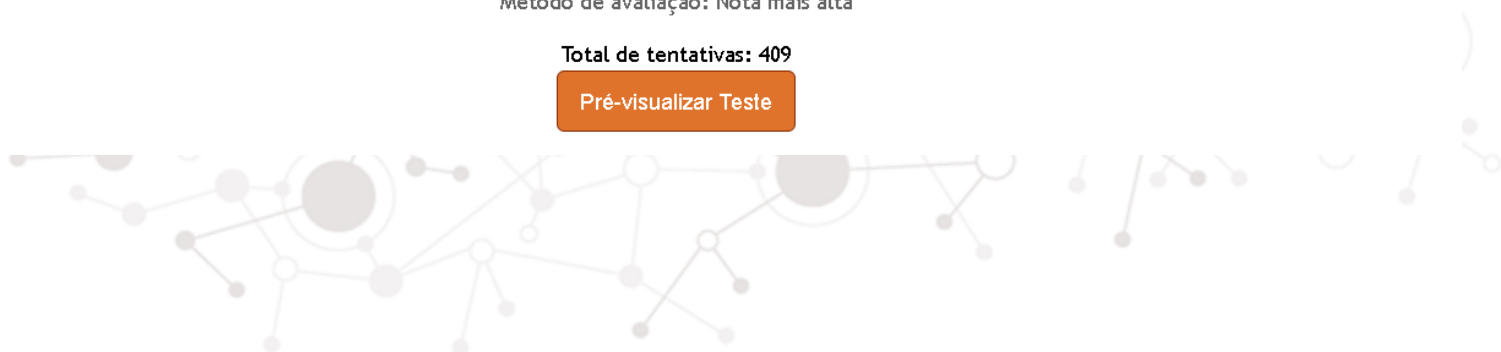 Método de avaliação: Nota mais alta
Total de tentativas: 409
Pré-visualizar Teste